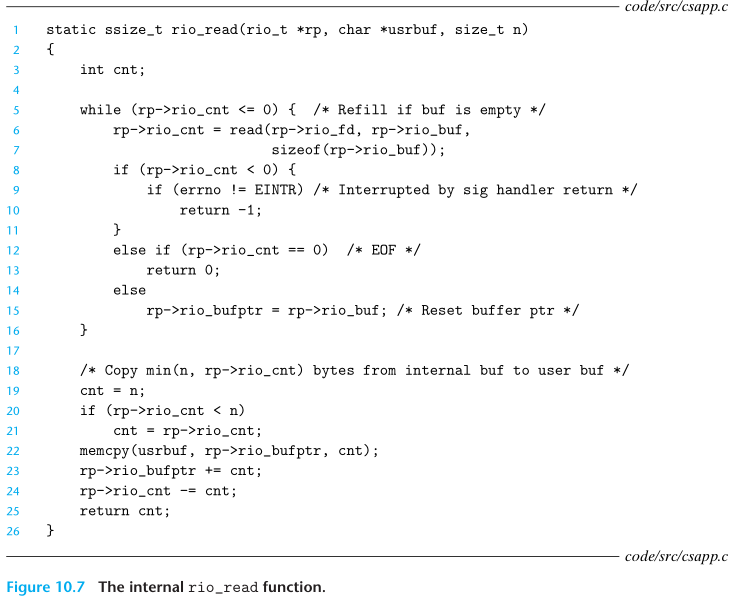 code/src/csapp.c
1 static ssize_t rio_read(rio_t *rp, char *usrbuf, size_t n)
2 {
3     int cnt;
4
5     while (rp->rio_cnt <= 0) {  /* Refill if buf is empty */
6         rp->rio_cnt = read(rp->rio_fd, rp->rio_buf,
7                            sizeof(rp->rio_buf));
8         if (rp->rio_cnt < 0) {
9             if (errno != EINTR) /* Interrupted by sig handler return */
10                 return -1;
11         }
12         else if (rp->rio_cnt == 0)  /* EOF */
13             return 0;
14         else
15             rp->rio_bufptr = rp->rio_buf; /* Reset buffer ptr */
16     }
17
18     /* Copy min(n, rp->rio_cnt) bytes from internal buf to user buf */
19     cnt = n;
20     if (rp->rio_cnt < n)
21         cnt = rp->rio_cnt;
22     memcpy(usrbuf, rp->rio_bufptr, cnt);
23     rp->rio_bufptr += cnt;
24     rp->rio_cnt -= cnt;
25     return cnt;
26 }
code/src/csapp.c
Figure 10.7 The internal rio_read function.